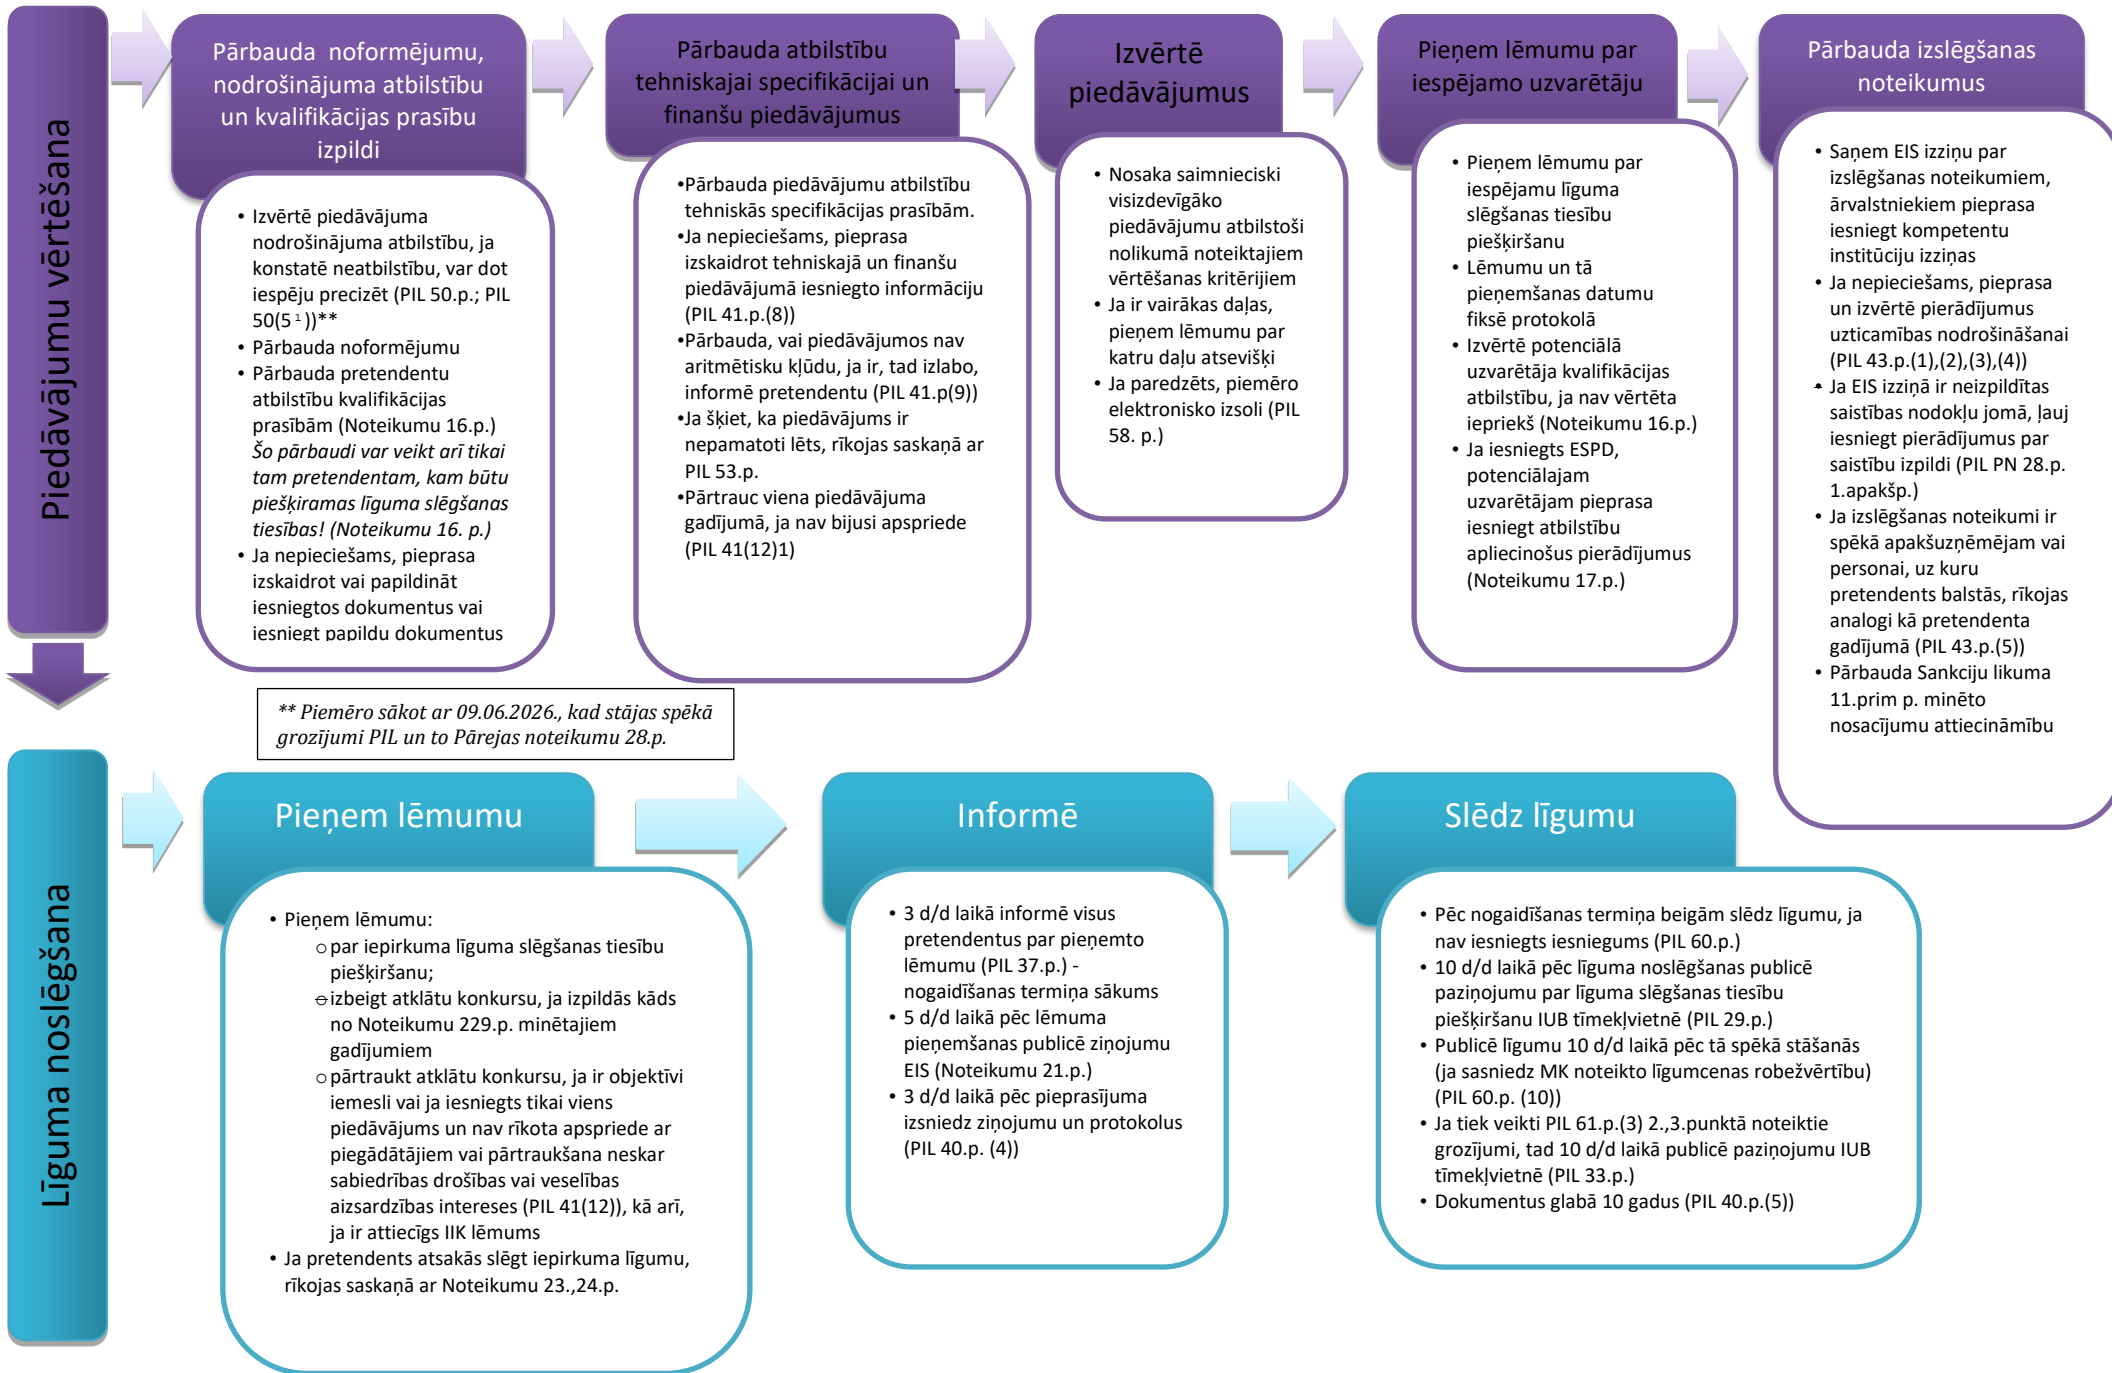 Piedāvājumu vērtēšana
Pārbauda noformējumu,
nodrošinājuma atbilstību
un kvalifikācijas prasību
izpildi
• Izvērtē piedāvājuma
nodrošinājuma atbilstību, ja
konstatē neatbilstību, var dot
iespēju precizēt (PIL 50.p.; PIL
50(5¹))**
• Pārbauda noformējumu
• Pārbauda pretendentu
atbilstību kvalifikācijas
prasībām (Noteikumu 16.p.)
Šo pārbaudi var veikt arī tikai
tam pretendentam, kam būtu
piešķiramas līguma slēgšanas
tiesības! (Noteikumu 16. p.)
• Ja nepieciešams, pieprasa
izskaidrot vai papildināt
iesniegtos dokumentus vai
iesniegt papildu dokumentus
Pārbauda atbilstību
tehniskajai specifikācijai un
finanšu piedāvājumus
•Pārbauda piedāvājumu atbilstību
tehniskās specifikācijas prasībām.
•Ja nepieciešams, pieprasa
izskaidrot tehniskajā un finanšu
piedāvājumā iesniegto informāciju
(PIL 41.p.(8))
•Pārbauda, vai piedāvājumos nav
aritmētisku kļūdu, ja ir, tad izlabo,
informē pretendentu (PIL 41.p(9))
•Ja šķiet, ka piedāvājums ir
nepamatoti lēts, rīkojas saskaņā ar
PIL 53.p.
•Pārtrauc viena piedāvājuma
gadījumā, ja nav bijusi apspriede
(PIL 41(12)1)
Izvērtē
piedāvājumus
• Nosaka saimnieciski
visizdevīgāko
piedāvājumu atbilstoši
nolikumā noteiktajiem
vērtēšanas kritērijiem
• Ja ir vairākas daļas,
pieņem lēmumu par
katru daļu atsevišķi
• Ja paredzēts, piemēro
elektronisko izsoli (PIL
58. p.)
Pieņem lēmumu par
iespējamo uzvarētāju
• Pieņem lēmumu par
iespējamu līguma
slēgšanas tiesību
piešķiršanu
• Lēmumu un tā
pieņemšanas datumu
fiksē protokolā
• Izvērtē potenciālā
uzvarētāja kvalifikācijas
atbilstību, ja nav vērtēta
iepriekš (Noteikumu 16.p.)
• Ja iesniegts ESPD,
potenciālajam
uzvarētājam pieprasa
iesniegt atbilstību
apliecinošus pierādījumus
(Noteikumu 17.p.)
Pārbauda izslēgšanas
noteikumus
• Saņem EIS izziņu par
izslēgšanas noteikumiem,
ārvalstniekiem pieprasa
iesniegt kompetentu
institūciju izziņas
• Ja nepieciešams, pieprasa
un izvērtē pierādījumus
uzticamības nodrošināšanai
(PIL 43.p.(1),(2),(3),(4))
• Ja EIS izziņā ir neizpildītas
saistības nodokļu jomā, ļauj
iesniegt pierādījumus par
saistību izpildi (PIL PN 28.p.
1.apakšp.)
• Ja izslēgšanas noteikumi ir
spēkā apakšuzņēmējam vai
personai, uz kuru
pretendents balstās, rīkojas
analogi kā pretendenta
gadījumā (PIL 43.p.(5))
• Pārbauda Sankciju likuma
11.prim p. minēto
nosacījumu attiecināmību
** Piemēro sākot ar 09.06.2026., kad stājas spēkā
grozījumi PIL un to Pārejas noteikumu 28.p.
Līguma noslēgšana
Pieņem lēmumu
• Pieņem lēmumu:
o par iepirkuma līguma slēgšanas tiesību
piešķiršanu;
o izbeigt atklātu konkursu, ja izpildās kāds
no Noteikumu 229.p. minētajiem
gadījumiem
o pārtraukt atklātu konkursu, ja ir objektīvi
iemesli vai ja iesniegts tikai viens
piedāvājums un nav rīkota apspriede ar
piegādātājiem vai pārtraukšana neskar
sabiedrības drošības vai veselības
aizsardzības intereses (PIL 41(12)), kā arī,
ja ir attiecīgs IIK lēmums
• Ja pretendents atsakās slēgt iepirkuma līgumu,
rīkojas saskaņā ar Noteikumu 23.,24.p.
Informē
• 3 d/d laikā informē visus
pretendentus par pieņemto
lēmumu (PIL 37.p.) -
nogaidīšanas termiņa sākums
• 5 d/d laikā pēc lēmuma
pieņemšanas publicē ziņojumu
EIS (Noteikumu 21.p.)
• 3 d/d laikā pēc pieprasījuma
izsniedz ziņojumu un protokolus
(PIL 40.p. (4))
Slēdz līgumu
• Pēc nogaidīšanas termiņa beigām slēdz līgumu, ja
nav iesniegts iesniegums (PIL 60.p.)
• 10 d/d laikā pēc līguma noslēgšanas publicē
paziņojumu par līguma slēgšanas tiesību
piešķiršanu IUB tīmekļvietnē (PIL 29.p.)
• Publicē līgumu 10 d/d laikā pēc tā spēkā stāšanās
(ja sasniedz MK noteikto līgumcenas robežvērtību)
(PIL 60.p. (10))
• Ja tiek veikti PIL 61.p.(3) 2.,3.punktā noteiktie
grozījumi, tad 10 d/d laikā publicē paziņojumu IUB
tīmekļvietnē (PIL 33.p.)
• Dokumentus glabā 10 gadus (PIL 40.p.(5))